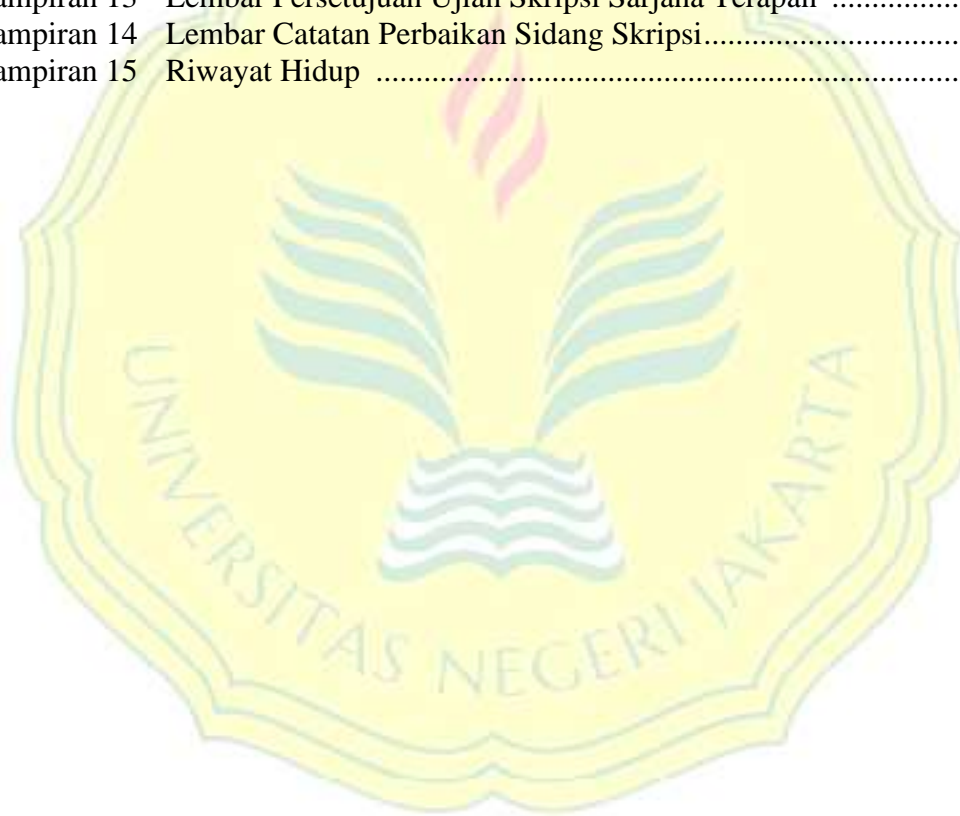 ampiran 13 Lembar Persetujuan Ujian Skripsi Sarjana Terapan ................
ampiran 14 Lembar Catatan Perbaikan Sidang Skripsi................................
ampiran 15 Riwayat Hidup ........................................................................
UNIVERSITAS NEGERI JAKARTA